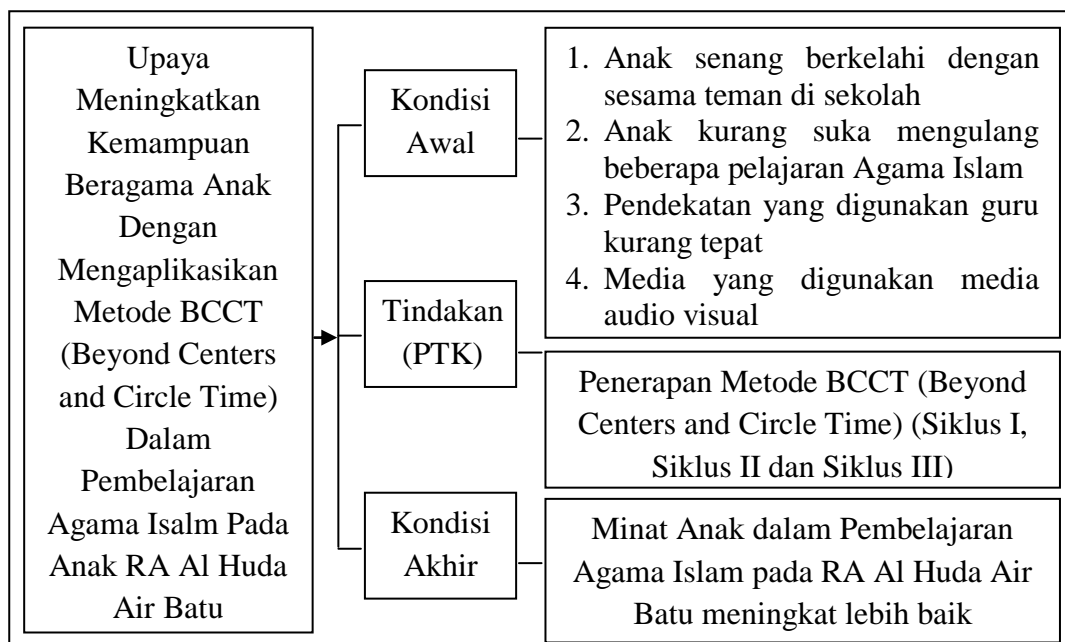 Upaya
Meningkatkan
Kemampuan
Beragama Anak
Dengan
Mengaplikasikan
Metode BCCT
(Beyond Centers
and Circle Time)
Dalam
Pembelajaran
Agama Isalm Pada
Anak RA Al Huda
Air Batu
Kondisi
Awal
1. Anak senang berkelahi dengan
sesama teman di sekolah
2. Anak kurang suka mengulang
beberapa pelajaran Agama Islam
3. Pendekatan yang digunakan guru
kurang tepat
4. Media yang digunakan media
audio visual
Tindakan
(PTK)
Penerapan Metode BCCT (Beyond
Centers and Circle Time) (Siklus I,
Siklus II dan Siklus III)
Kondisi
Akhir
Minat Anak dalam Pembelajaran
Agama Islam pada RA Al Huda Air
Batu meningkat lebih baik